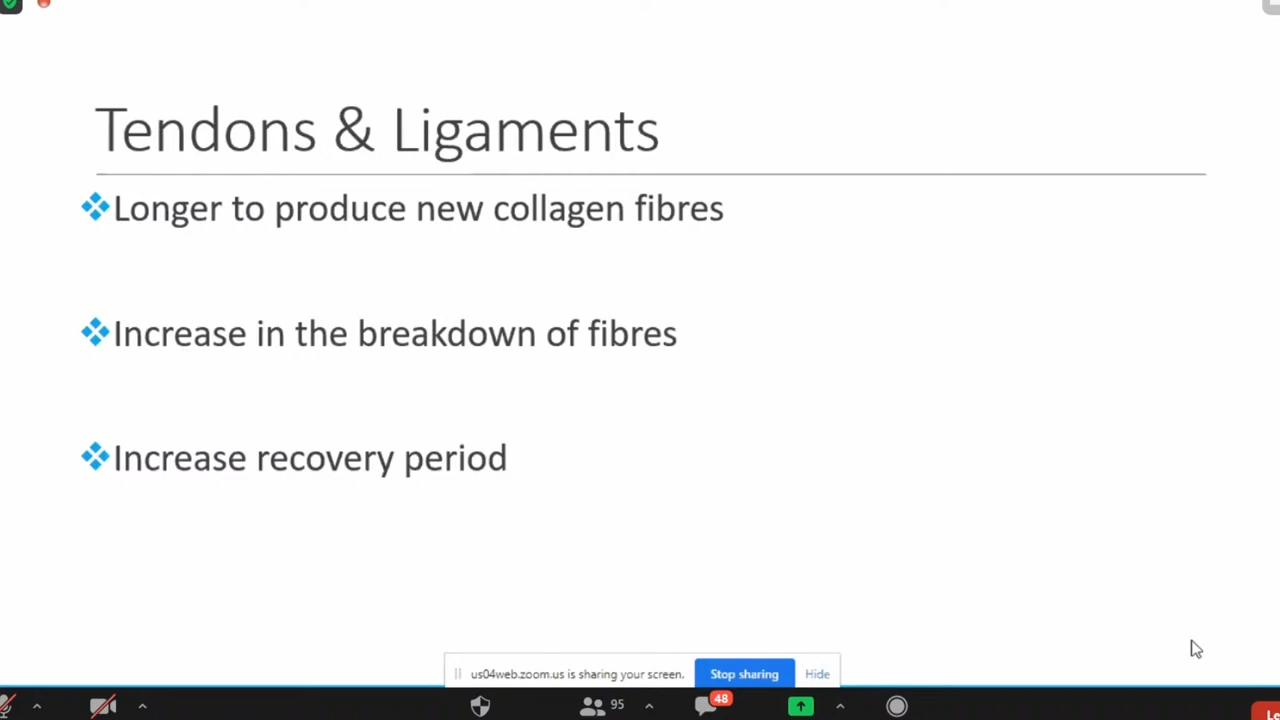 Tendons & Ligaments
Longer to produce new collagen fibres
Increase in the breakdown of fibres
Increase recovery period
us04web.zoom.us is sharing your screen. Stop sharing Hide
95 48